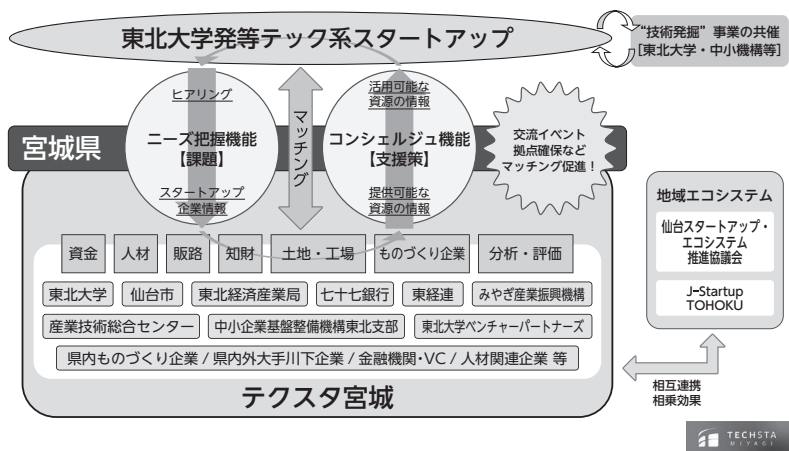 東北大学発等テック系スタートアップ
“技術発掘”事業の共催
[東北大学・中小機構等]
ヒアリング
ニーズ把握機能
【課題】
スタートアップ
企業情報
マッチング
活用可能な
資源の情報
コンシェルジュ機能
【支援策】
提供可能な
資源の情報
交流イベント
拠点確保など
マッチング促進!
宮城県
資金 人材 販路 知財 土地・工場 ものづくり企業 分析・評価
東北大学 仙台市 東北経済産業局 七十七銀行 東経連 みやぎ産業振興機構
産業技術総合センター 中小企業基盤整備機構東北支部 東北大学ベンチャーパートナーズ
県内ものづくり企業 / 県内外大手川下企業 / 金融機関・VC / 人材関連企業 等
テクスタ宮城
地域エコシステム
仙台スタートアップ・
エコシステム
推進協議会
J-Startup
TOHOKU
相互連携
相乗効果
TECHSTA
MIYAGI